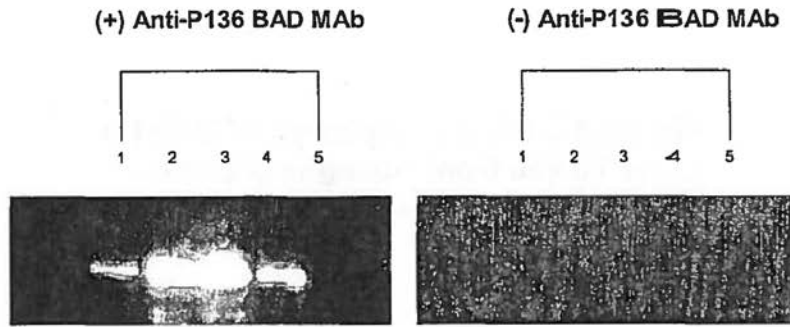 (+) Anti-P136 BAD MAb
(-) Anti-P136 BAD MAb
1 2 3 4 5
1 2 3 4 5